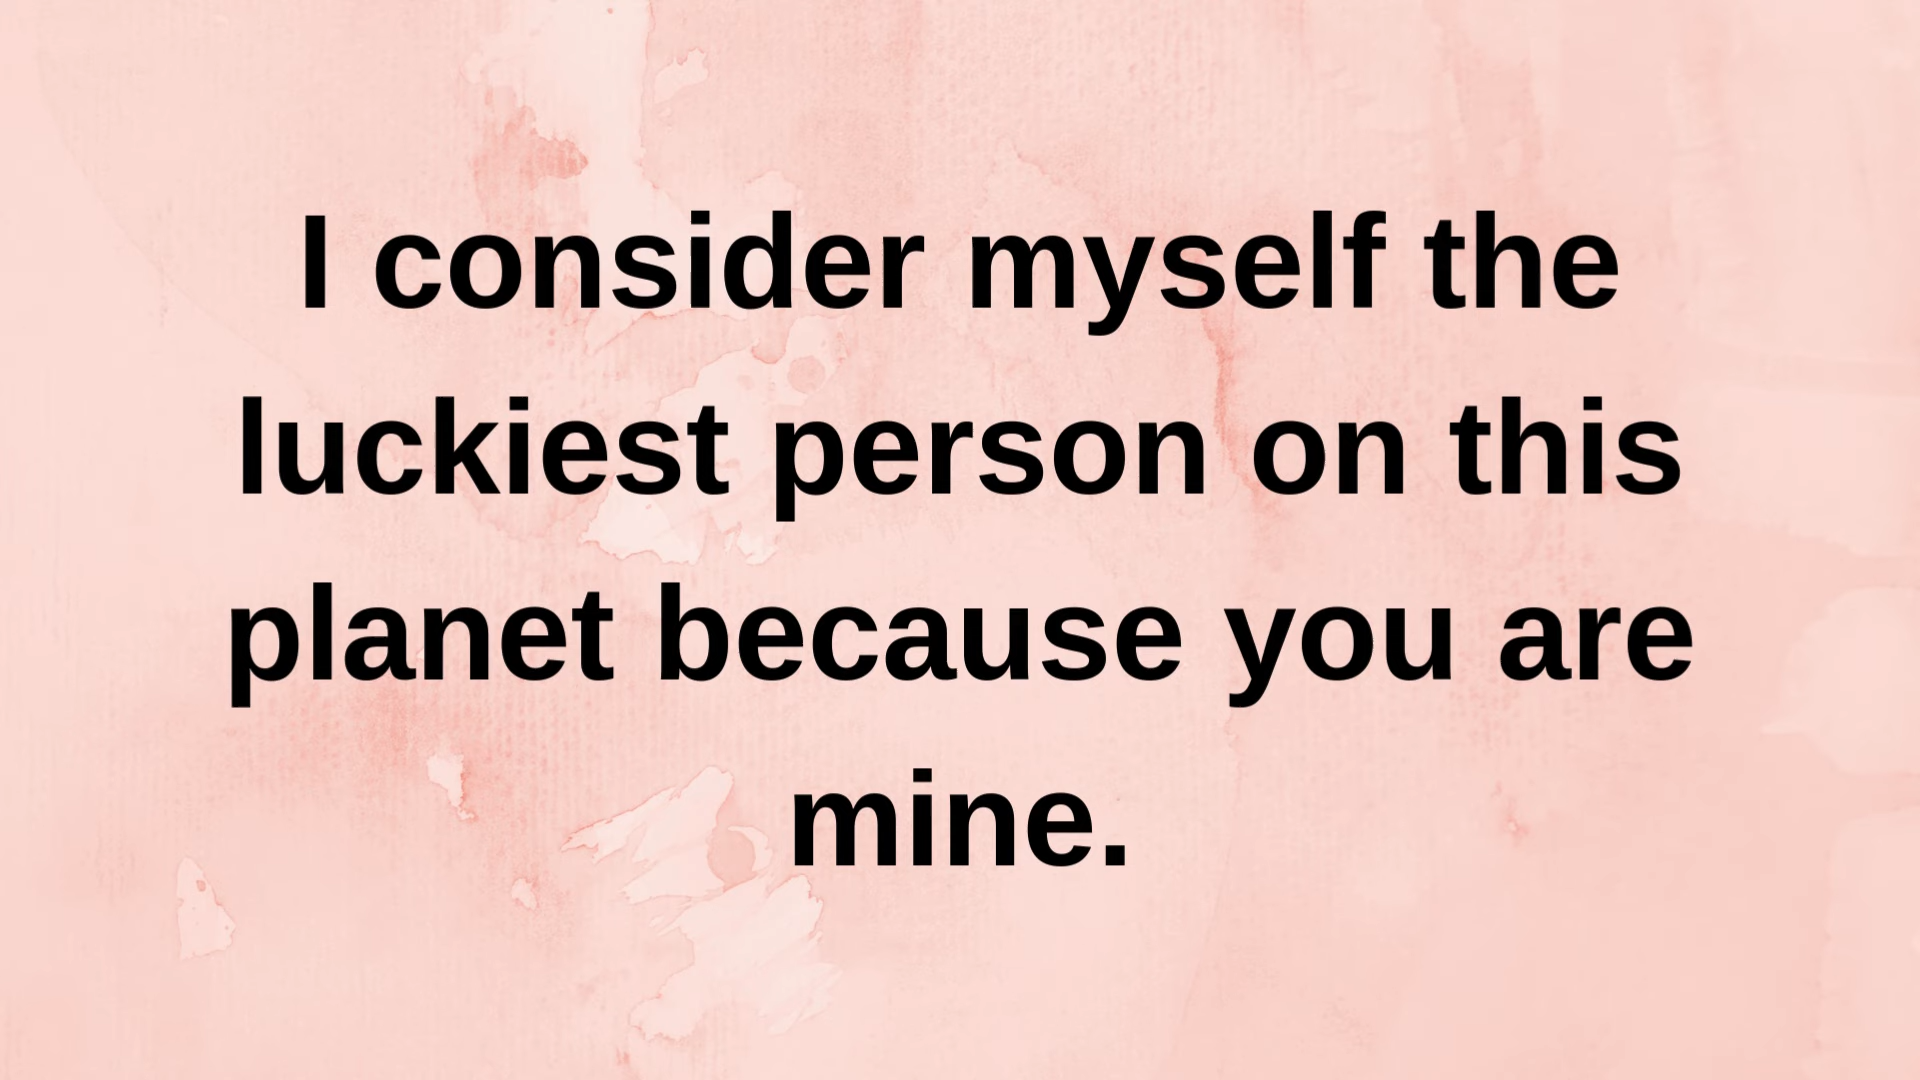 I consider myself the
luckiest person on this
planet because you are
mine.